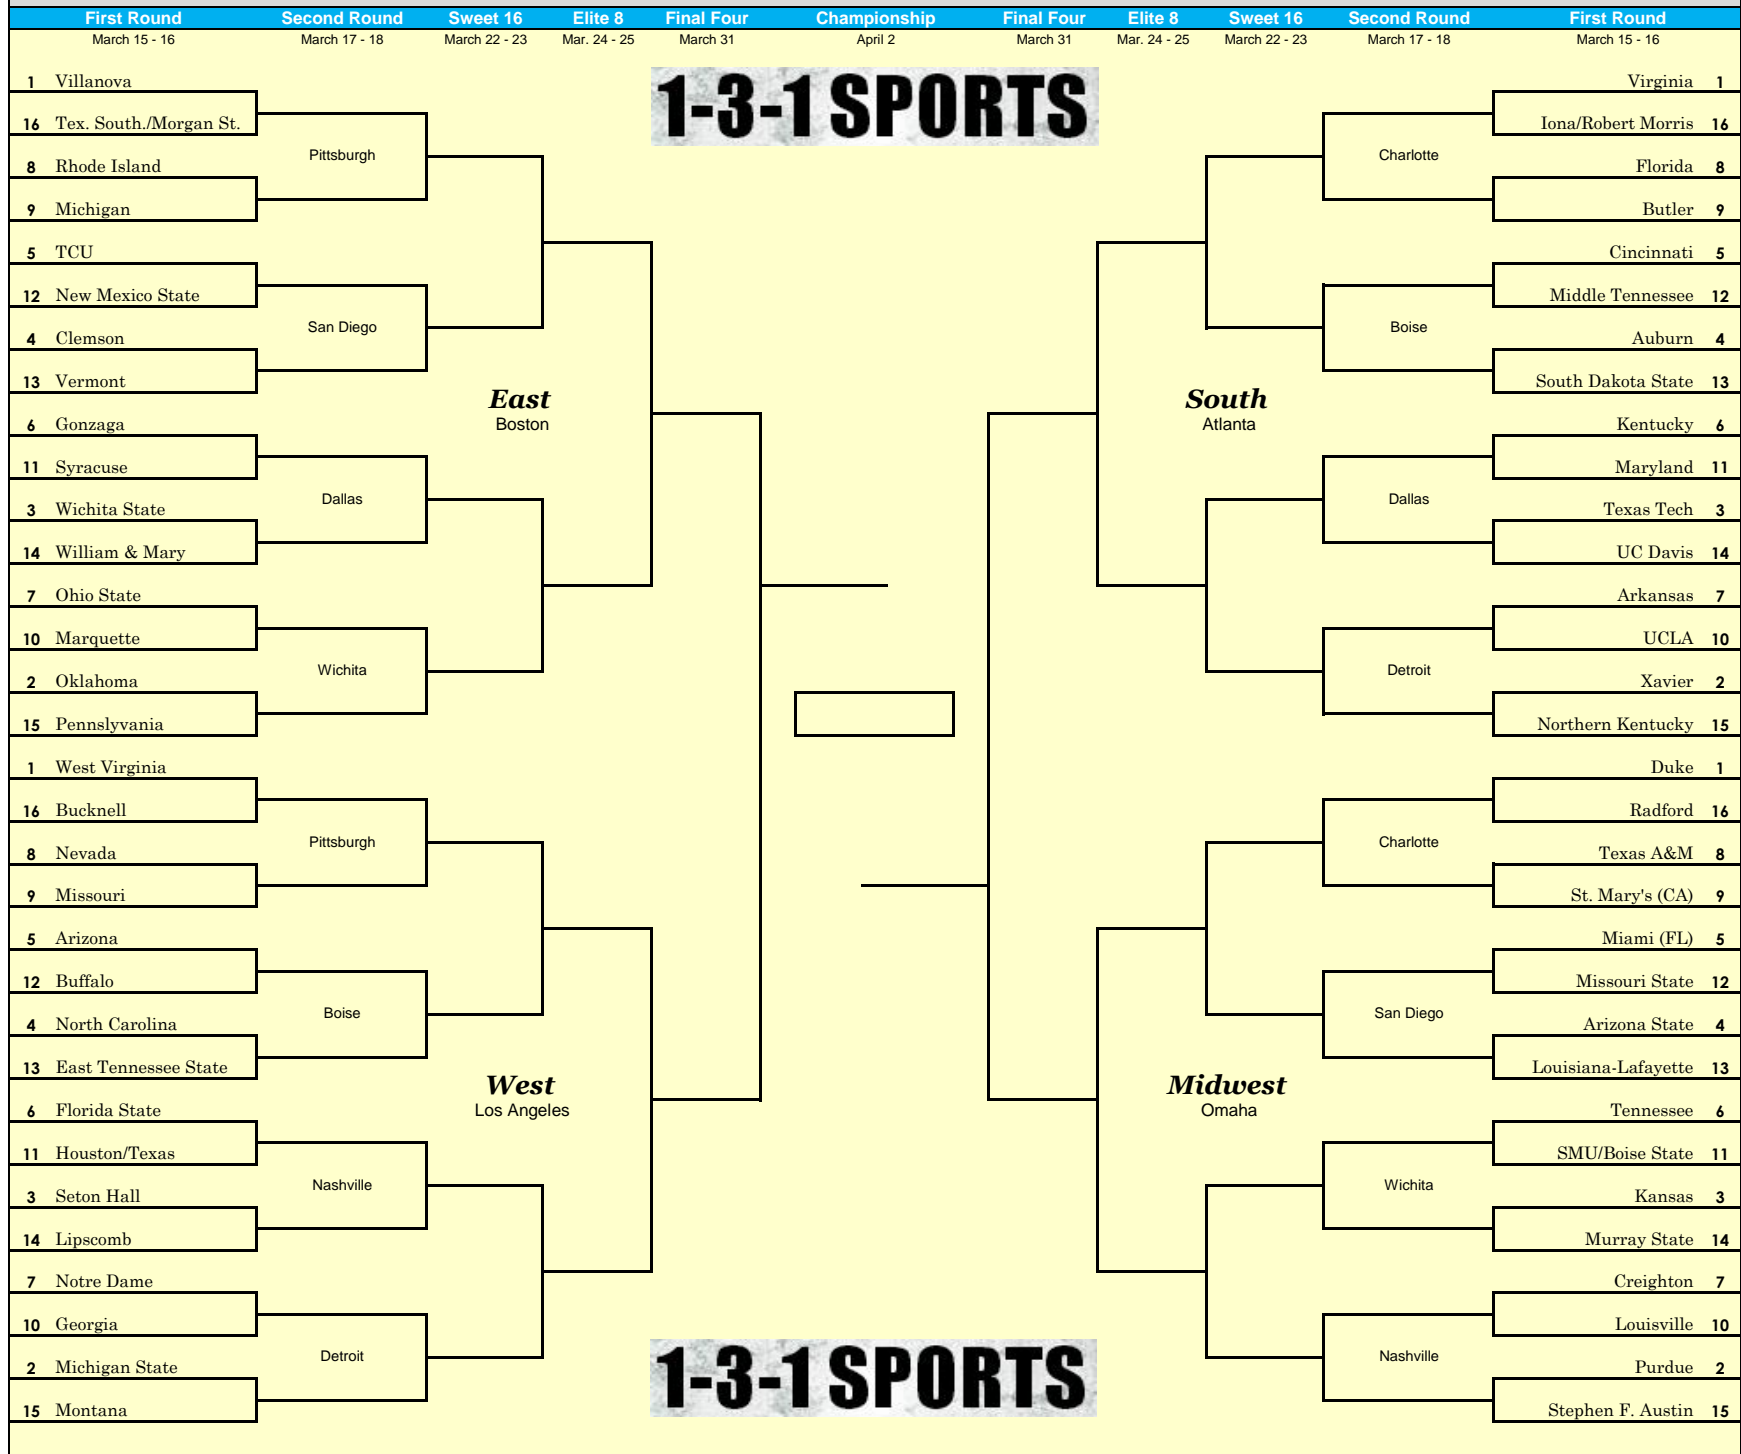 First Round Second Round Sweet 16 Elite 8 Final Four Championship Final Four Elite 8 Sweet 16 Second Round First Round
March 15 - 16 March 17 - 18 March 22 - 23 Mar. 24 - 25 March 31 April 2 March 31 Mar. 24 - 25 March 22 - 23 March 17 - 18 March 15 - 16
1-3-1 SPORTS
1 Villanova
16 Tex. South./Morgan St.
Pittsburgh
8 Rhode Island
9 Michigan
5 TCU
12 New Mexico State
San Diego
4 Clemson
13 Vermont
East
Boston
6 Gonzaga
11 Syracuse
Dallas
3 Wichita State
14 William & Mary
7 Ohio State
10 Marquette
Wichita
2 Oklahoma
15 Pennslyvania
1 West Virginia
16 Bucknell
Pittsburgh
8 Nevada
9 Missouri
5 Arizona
12 Buffalo
Boise
4 North Carolina
13 East Tennessee State
West
Los Angeles
6 Florida State
11 Houston/Texas
Nashville
3 Seton Hall
14 Lipscomb
7 Notre Dame
10 Georgia
Detroit
2 Michigan State
15 Montana
Virginia 1
Iona/Robert Morris 16
Charlotte
Florida 8
Butler 9
Cincinnati 5
Middle Tennessee 12
Boise
Auburn 4
South Dakota State 13
South
Atlanta
Kentucky 6
Maryland 11
Dallas
Texas Tech 3
UC Davis 14
Arkansas 7
UCLA 10
Detroit
Xavier 2
Northern Kentucky 15
Duke 1
Radford 16
Charlotte
Texas A&M 8
St. Mary's (CA) 9
Miami (FL) 5
Missouri State 12
San Diego
Arizona State 4
Louisiana-Lafayette 13
Midwest
Omaha
Tennessee 6
SMU/Boise State 11
Wichita
Kansas 3
Murray State 14
Creighton 7
Louisville 10
Nashville
Purdue 2
Stephen F. Austin 15
1-3-1 SPORTS